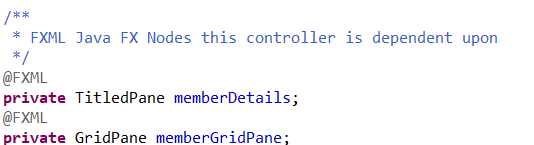 /**
 * FXML Java FX Nodes this controller is dependent upon
 */
@FXML
private TitledPane memberDetails;
@FXML
private GridPane memberGridPane;